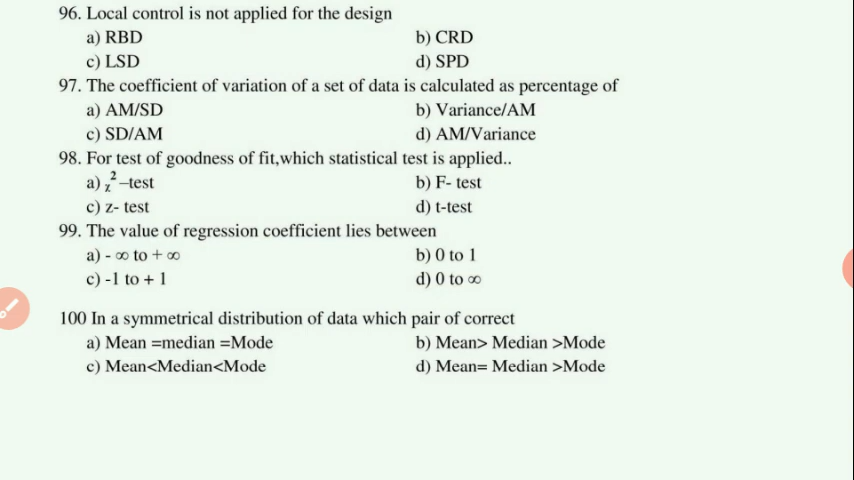 96. Local control is not applied for the design
a) RBD b) CRD
c) LSD d) SPD
97. The coefficient of variation of a set of data is calculated as percentage of
a) AM/SD b) Variance/AM
c) SD/AM d) AM/Variance
98. For test of goodness of fit,which statistical test is applied..
a) χ² –test b) F- test
c) z- test d) t-test
99. The value of regression coefficient lies between
a) - ∞ to + ∞ b) 0 to 1
c) -1 to + 1 d) 0 to ∞
100 In a symmetrical distribution of data which pair of correct
a) Mean =median =Mode b) Mean> Median >Mode
c) Mean<Median<Mode d) Mean= Median >Mode